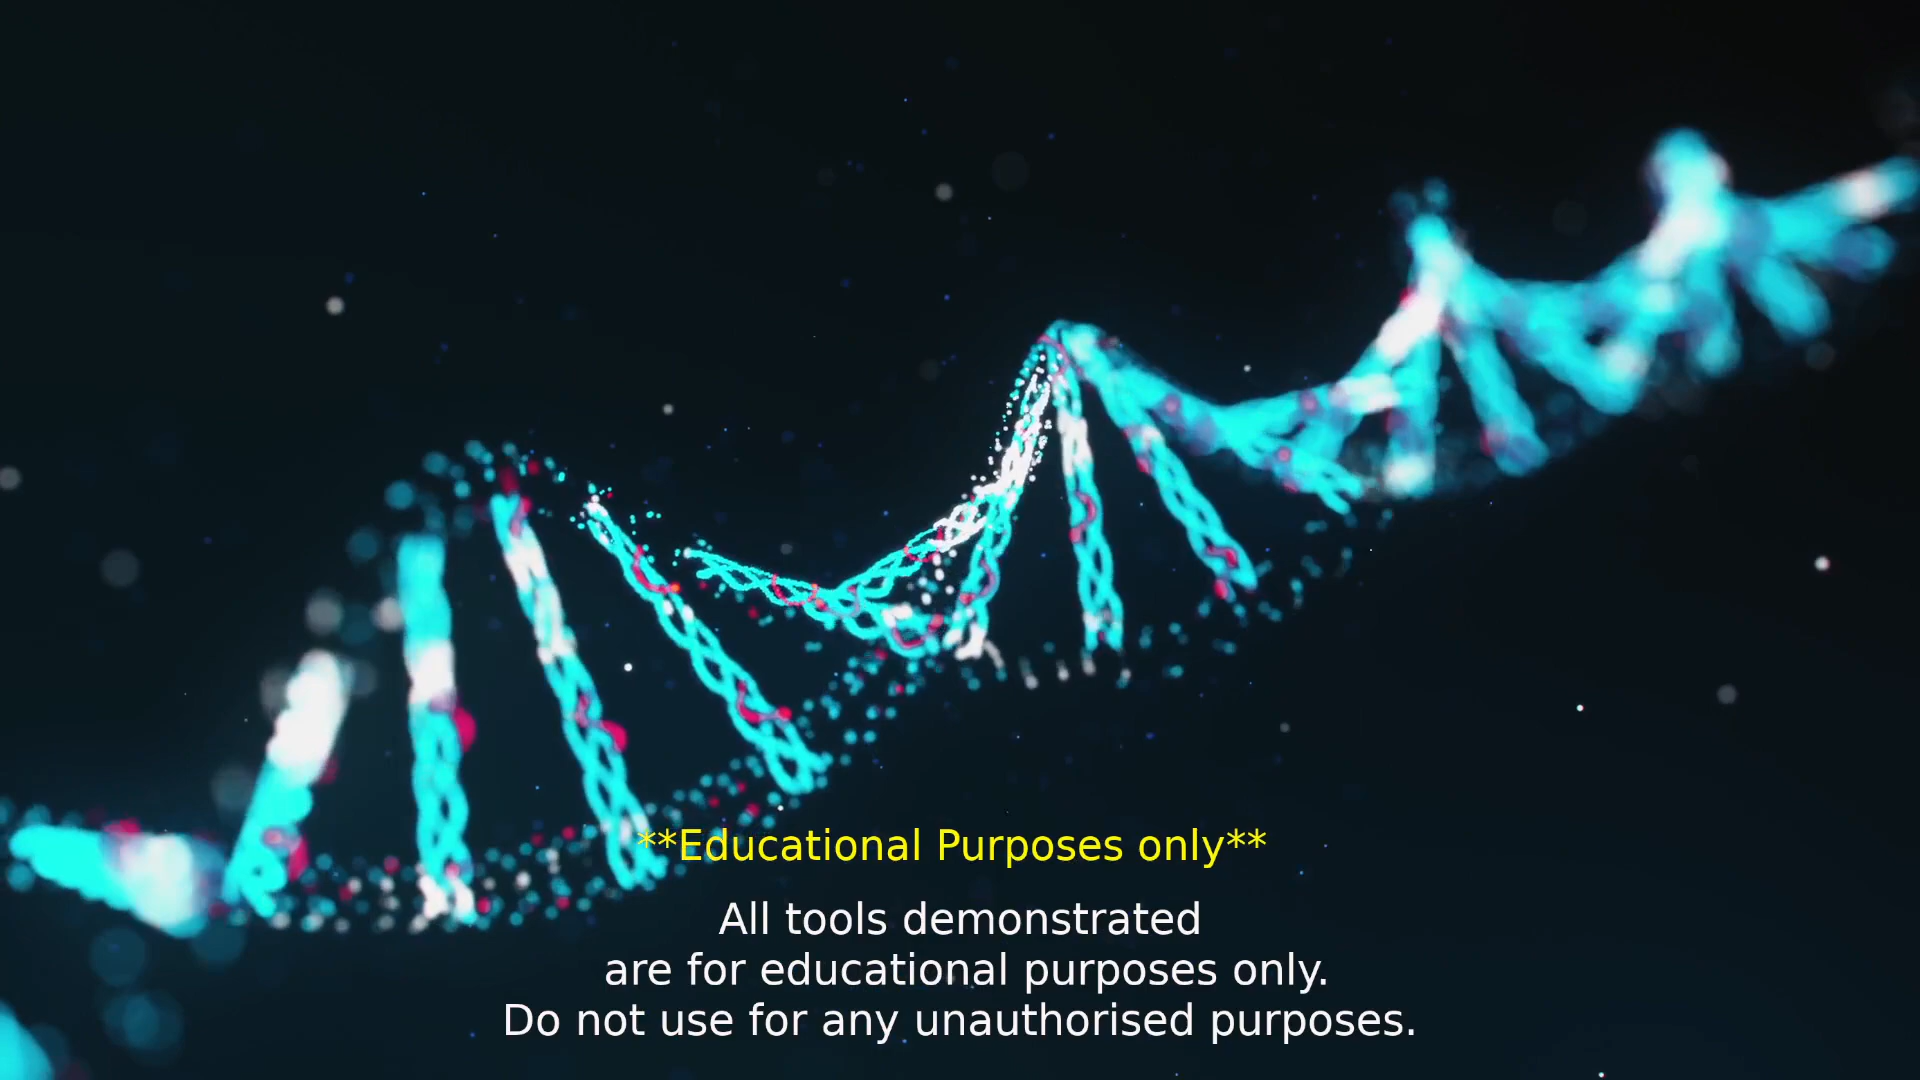 **Educational Purposes only**
All tools demonstrated
are for educational purposes only.
Do not use for any unauthorised purposes.